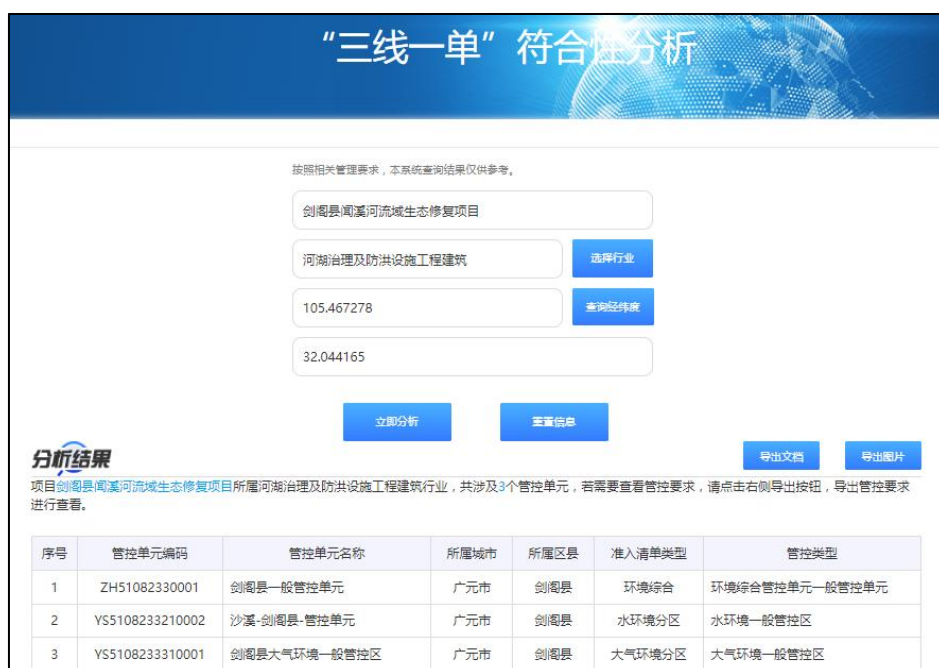 “三线一单”符合性分析
按照相关管理要求，本系统查询结果仅供参考。
剑阁县闻溪河流域生态修复项目
河湖治理及防洪设施工程建筑 选择行业
105.467278 查询经纬度
32.044165
立即分析 重置信息
分析结果 导出文档 导出图片
项目剑阁县闻溪河流域生态修复项目所属河湖治理及防洪设施工程建筑行业，共涉及3个管控单元，若需要查看管控要求，请点击右侧导出按钮，导出管控要求
进行查看。
序号 管控单元编码 管控单元名称 所属城市 所属区县 准入清单类型 管控类型
1 ZH51082330001 剑阁县一般管控单元 广元市 剑阁县 环境综合 环境综合管控单元一般管控单元
2 YS5108233210002 沙溪-剑阁县-管控单元 广元市 剑阁县 水环境分区 水环境一般管控区
3 YS5108233310001 剑阁县大气环境一般管控区 广元市 剑阁县 大气环境分区 大气环境一般管控区